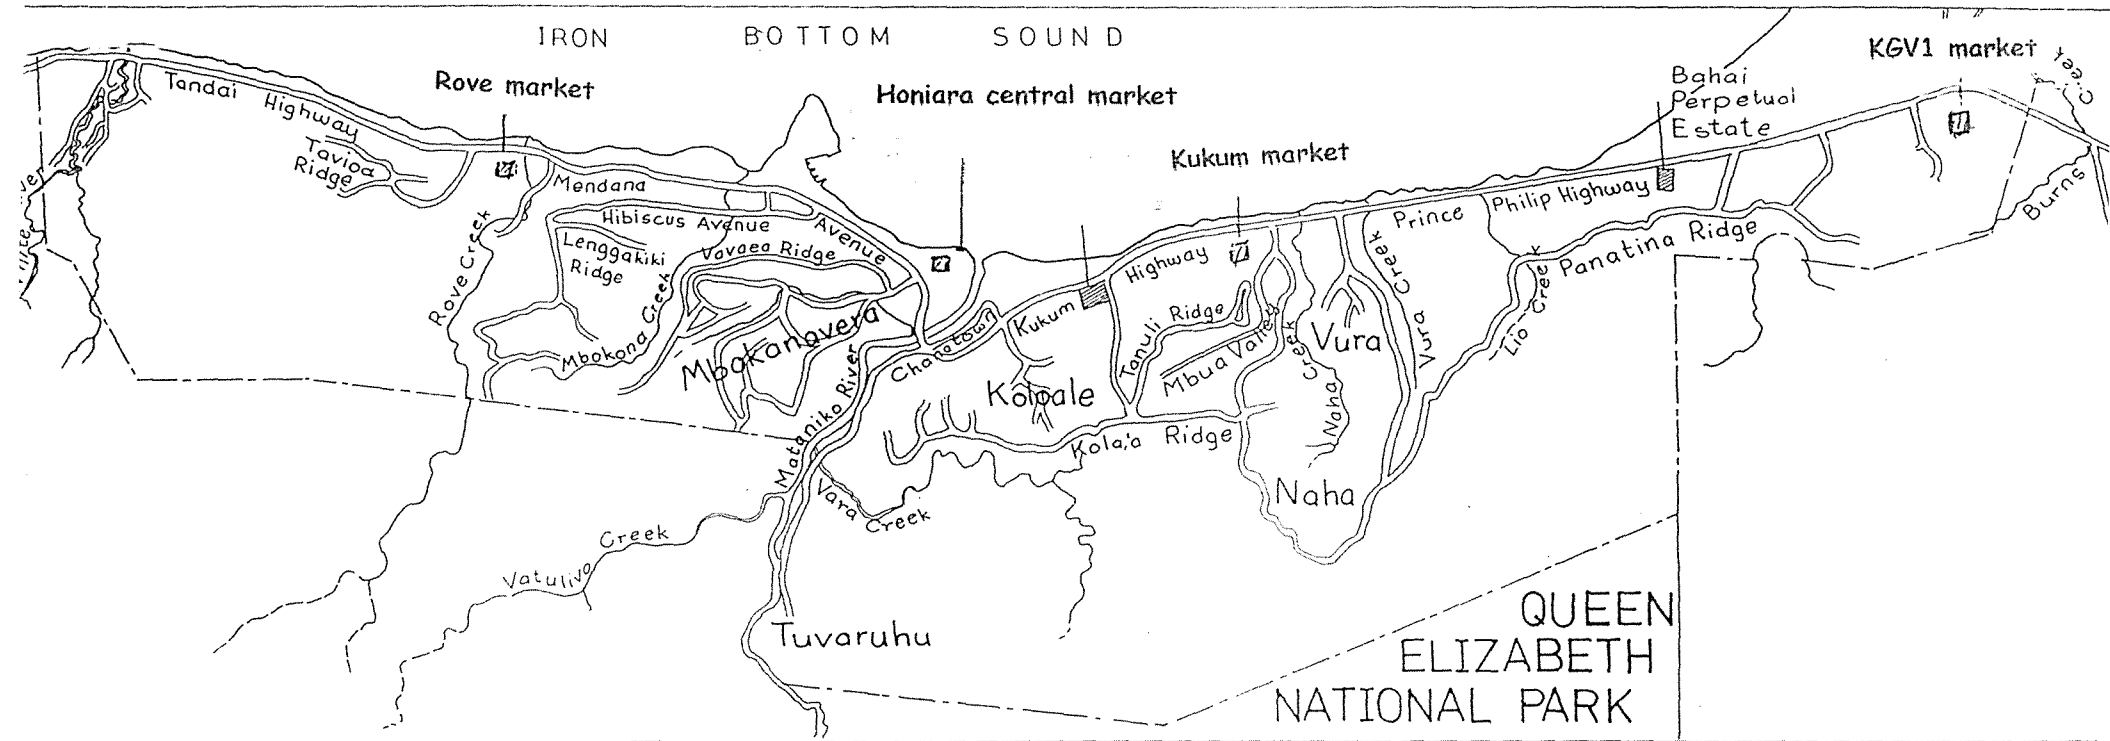 IRON BOTTOM SOUND
KGV1 market
Creek
Rove market
Honiara central market
Bahai
Perpetual
Estate
Tandai Highway
Kukum market
Tavioa
Ridge
Mendana
Hibiscus Avenue
Avenue
Lenggakiki
Ridge
Vavaea Ridge
Rove Creek
Mbokona Creek
Mbokanavera
Mataniko River
Chinatown
Kukum
Highway
Prince Philip Highway
Panatina Ridge
Burns
Tanuli Ridge
Mbua Valley
Naha Creek
Vura
Vura Creek
Lio Creek
Koloale
Kola'a Ridge
Naha
Vara Creek
Vatulivo Creek
Tuvaruhu
QUEEN
ELIZABETH
NATIONAL PARK